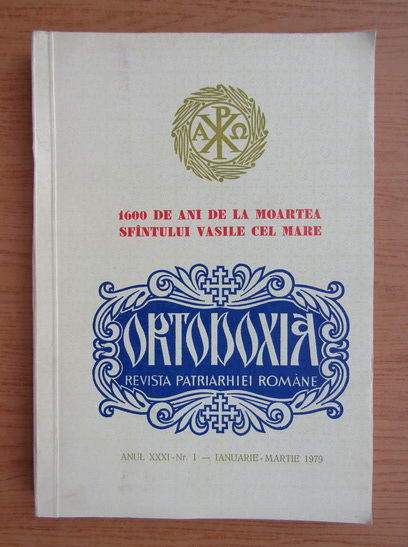 Α Ω
1600 DE ANI DE LA MOARTEA
SFÎNTULUI VASILE CEL MARE
ORTODOXIA
REVISTA PATRIARHIEI ROMÂNE
ANUL XXXI-Nr. 1 — IANUARIE-MARTIE 1979